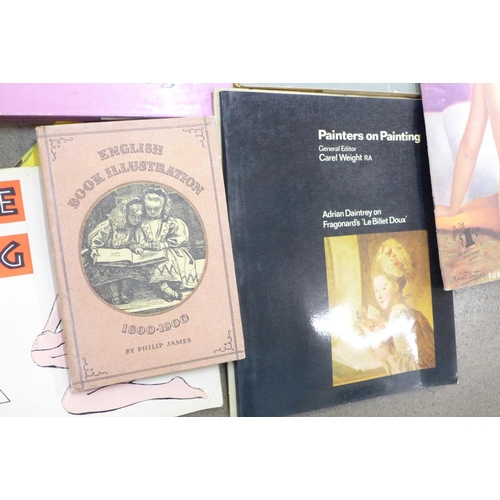 ENGLISH
BOOK ILLUSTRATION
1800-1900
BY PHILIP JAMES
Painters on Painting
General Editor
Carel Weight RA
Adrian Daintrey on
Fragonard's 'Le Billet Doux'
E
G